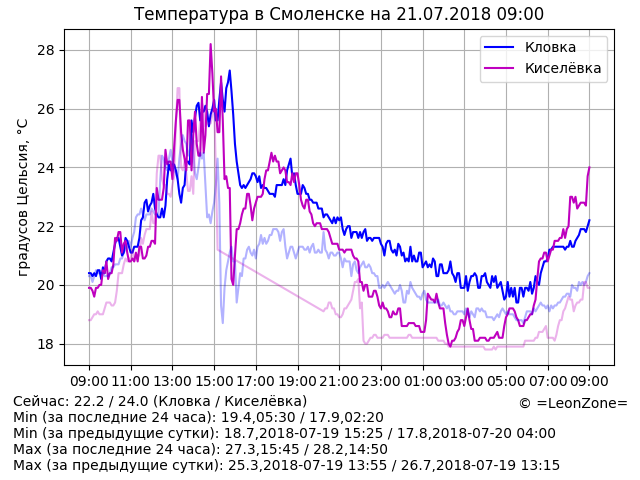 Температура в Смоленске на 21.07.2018 09:00
Кловка
Киселёвка
градусов Цельсия, °C
28
26
24
22
20
18
09:00 11:00 13:00 15:00 17:00 19:00 21:00 23:00 01:00 03:00 05:00 07:00 09:00
Сейчас: 22.2 / 24.0 (Кловка / Киселёвка)
© =LeonZone=
Min (за последние 24 часа): 19.4,05:30 / 17.9,02:20
Min (за предыдущие сутки): 18.7,2018-07-19 15:25 / 17.8,2018-07-20 04:00
Max (за последние 24 часа): 27.3,15:45 / 28.2,14:50
Max (за предыдущие сутки): 25.3,2018-07-19 13:55 / 26.7,2018-07-19 13:15